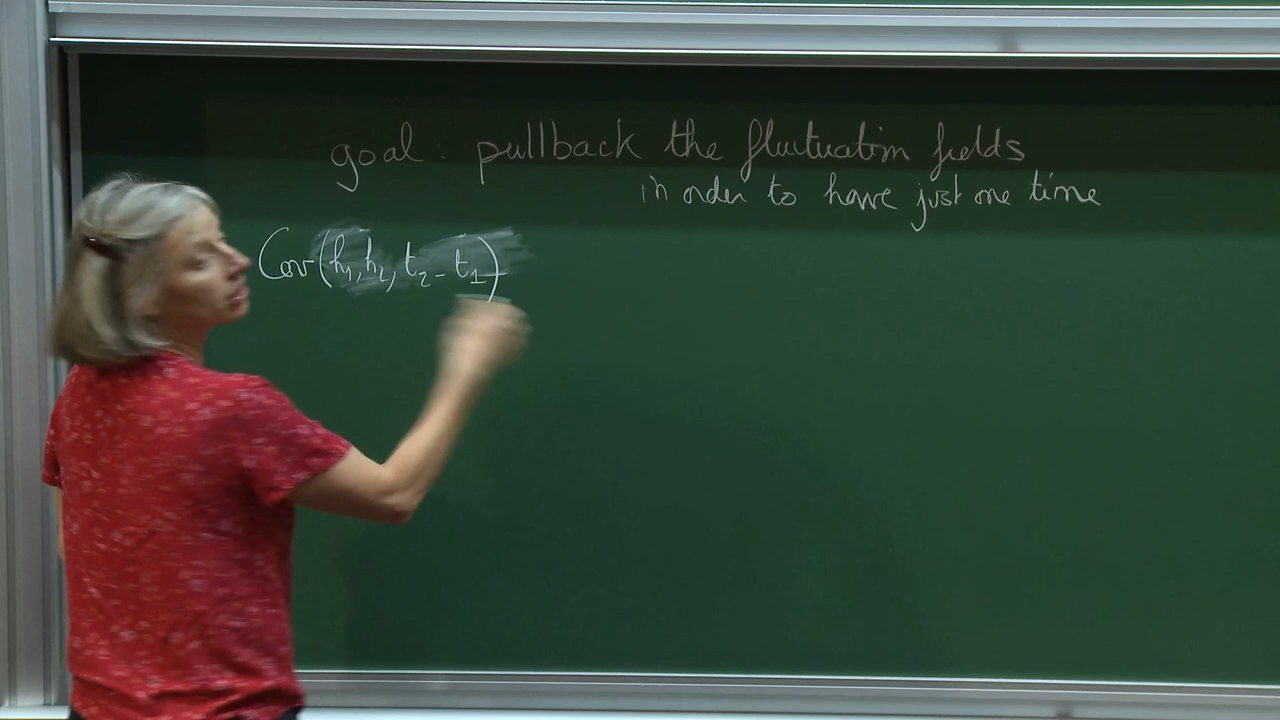 goal : pullback the fluctuation fields
in order to have just one time
Cov(h₁, h₂, t₂ - t₁)